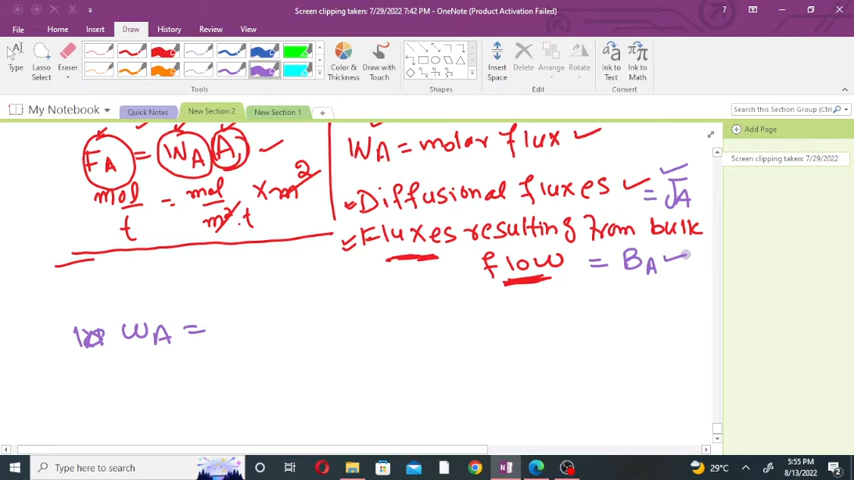 Screen clipping taken: 7/29/2022 7:42 PM - OneNote (Product Activation Failed)
File Home Insert Draw History Review View
Type Lasso Select Eraser Color & Thickness Draw with Touch Insert Space Delete Arrange Rotate Ink to Text Ink to Math
Tools Shapes Edit Convert
My Notebook Quick Notes New Section 2 New Section 1 Search this Section (Ctrl
Add Page
Screen clipping taken: 7/29/2022
FA = WA A,
mol/t = mol/m².t × m²
WA = molar flux
Diffusional fluxes = JA
Fluxes resulting from bulk
flow = BA
WA =
Type here to search
29°C
5:55 PM
8/13/2022
2